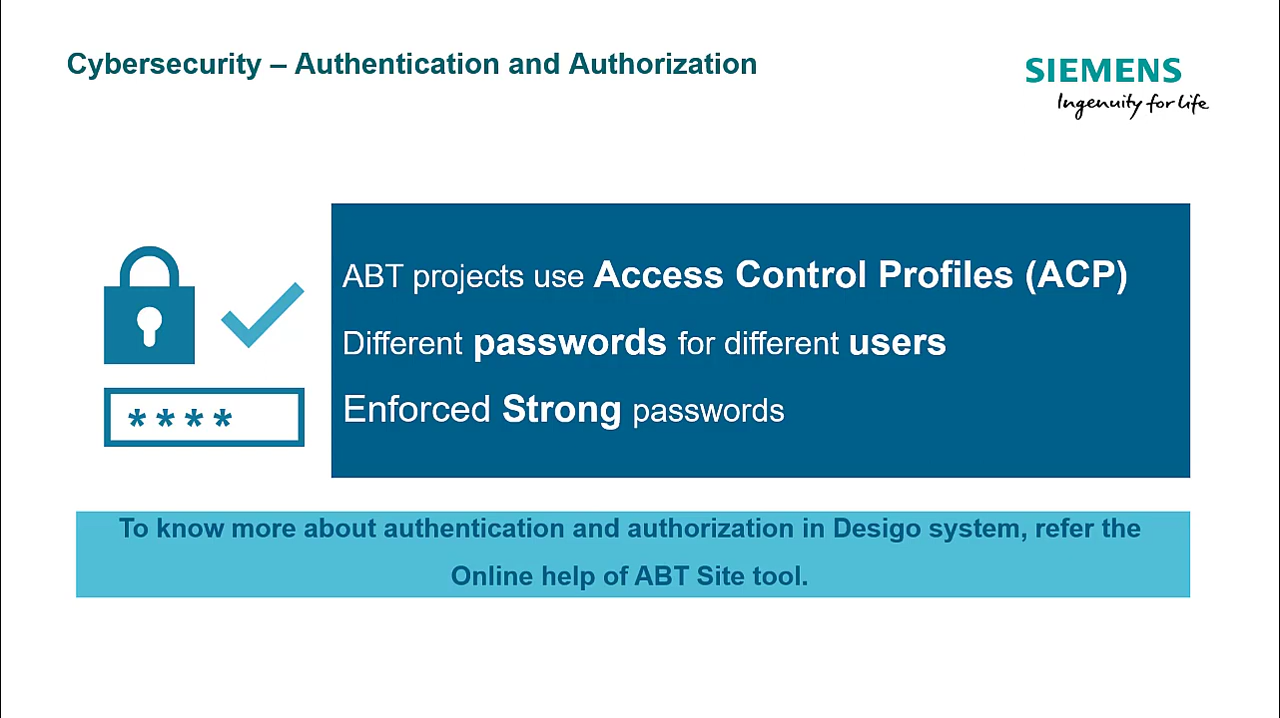 Cybersecurity – Authentication and Authorization
SIEMENS
Ingenuity for life
ABT projects use Access Control Profiles (ACP)
Different passwords for different users
Enforced Strong passwords
****
To know more about authentication and authorization in Desigo system, refer the
Online help of ABT Site tool.